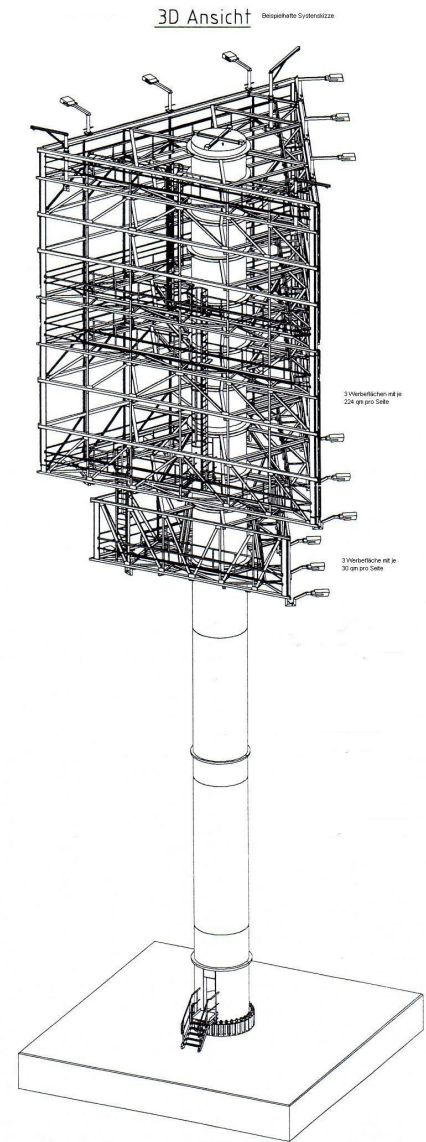 3D Ansicht Beispielhafte Systemskizze
3 Werbeflächen mit je
224 qm pro Seite
3 Werbefläche mit je
30 qm pro Seite